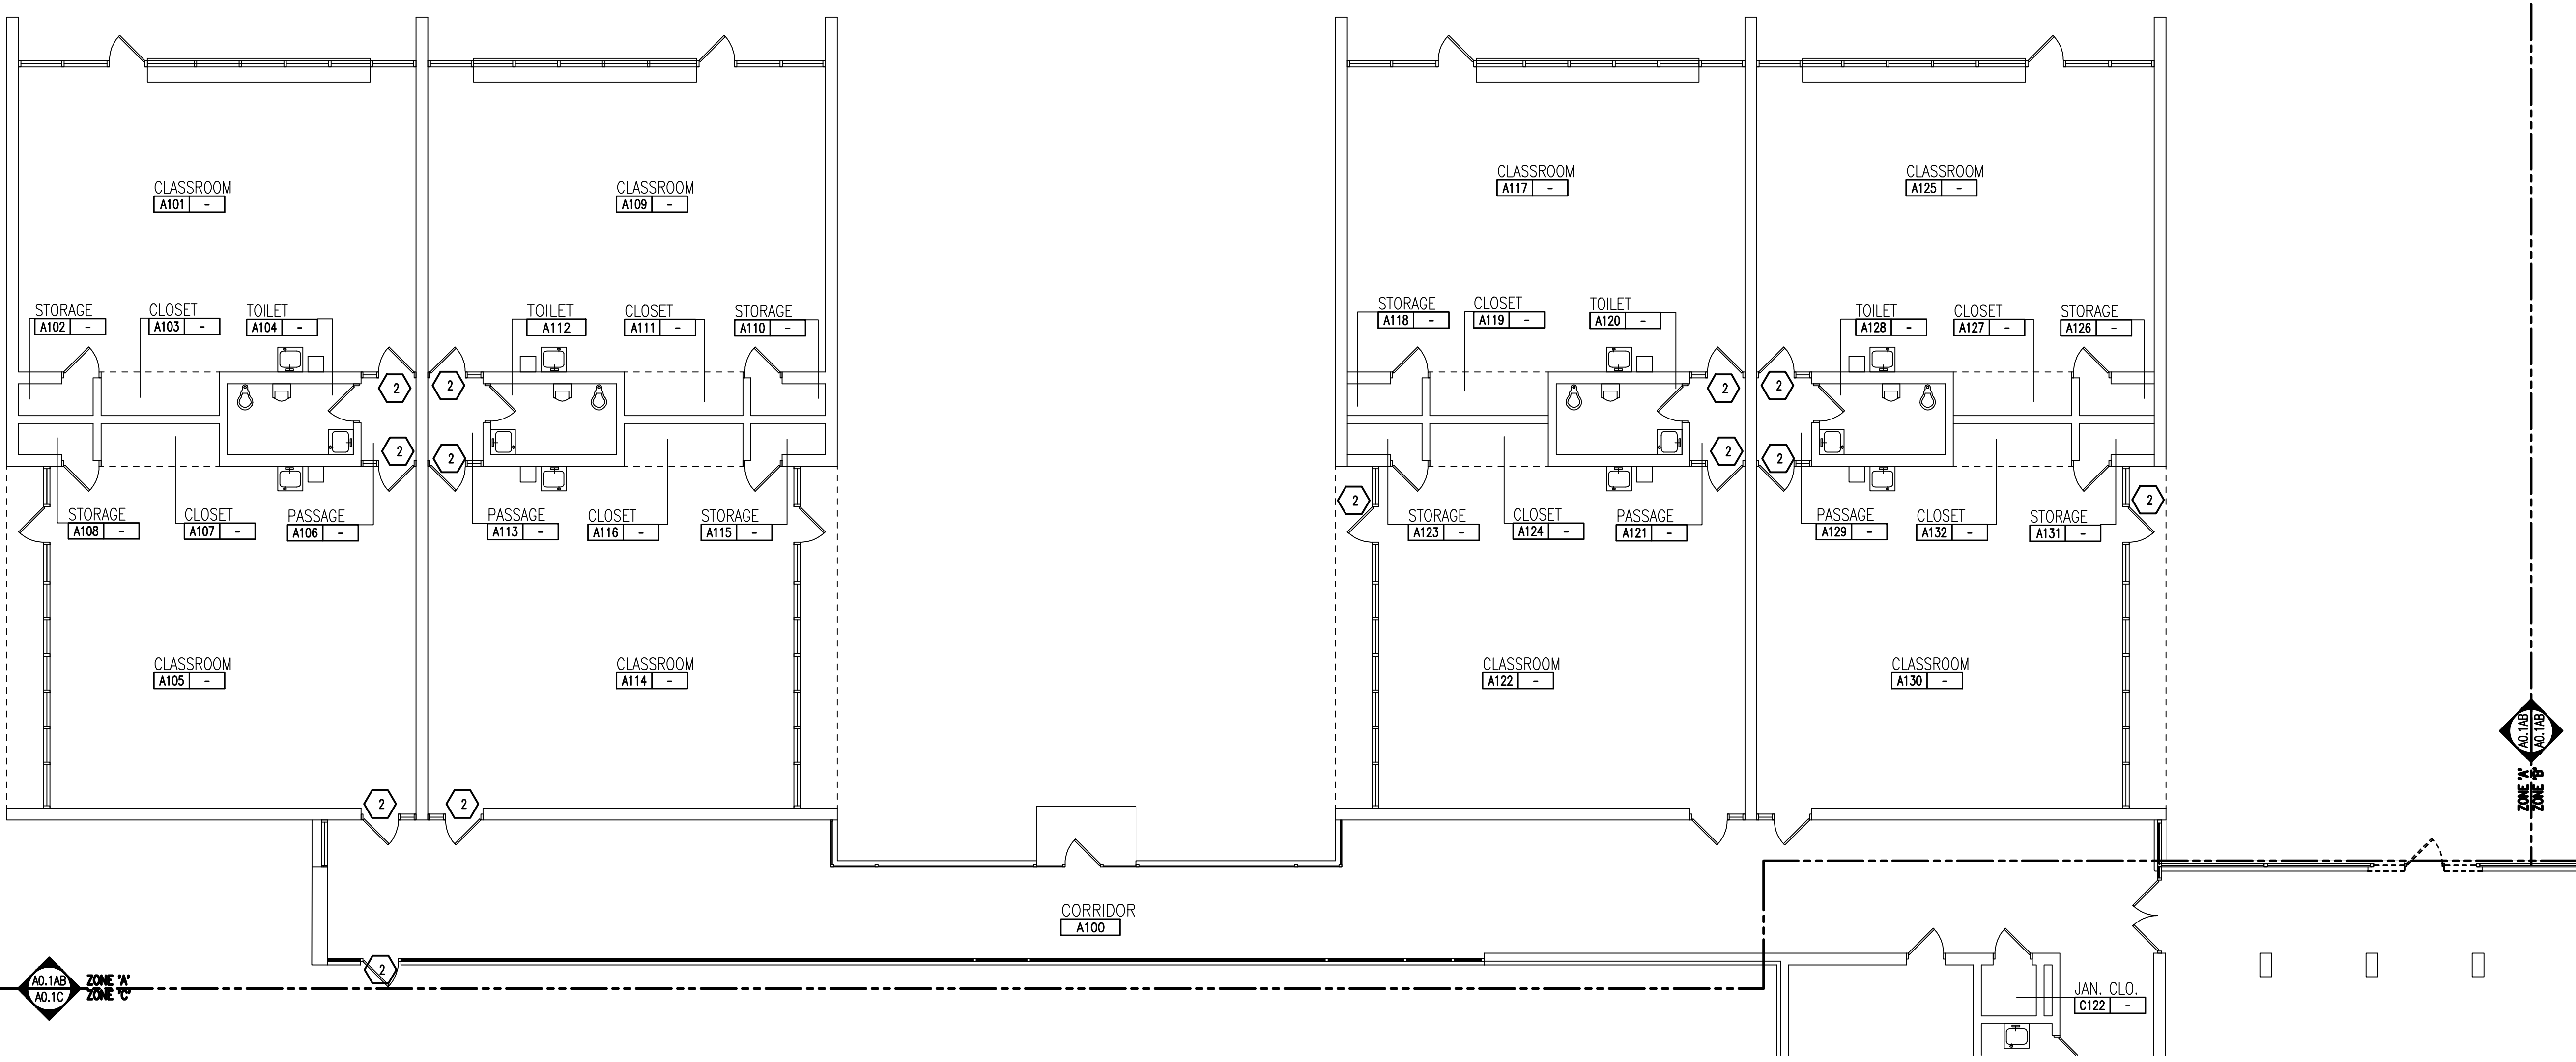 CLASSROOM
A117 -
CLASSROOM
A125 -
CLASSROOM
A101 -
CLASSROOM
A109 -
STORAGE
A102 -
CLOSET
A103 -
TOILET
A104 -
TOILET
A112
CLOSET
A111 -
STORAGE
A110 -
STORAGE
A118 -
CLOSET
A119 -
TOILET
A120 -
TOILET
A128 -
CLOSET
A127 -
STORAGE
A126 -
2
2
2
2
2
2
2
2
2
2
STORAGE
A108 -
CLOSET
A107 -
PASSAGE
A106 -
PASSAGE
A113 -
CLOSET
A116 -
STORAGE
A115 -
STORAGE
A123 -
CLOSET
A124 -
PASSAGE
A121 -
PASSAGE
A129 -
CLOSET
A132 -
STORAGE
A131 -
CLASSROOM
A105 -
CLASSROOM
A114 -
CLASSROOM
A122 -
CLASSROOM
A130 -
A0.1AB
A0.1AB
ZONE 'A'
ZONE 'B'
2
2
CORRIDOR
A100
2
A0.1AB
A0.1C
ZONE 'A'
ZONE 'C'
JAN. CLO.
C122 -